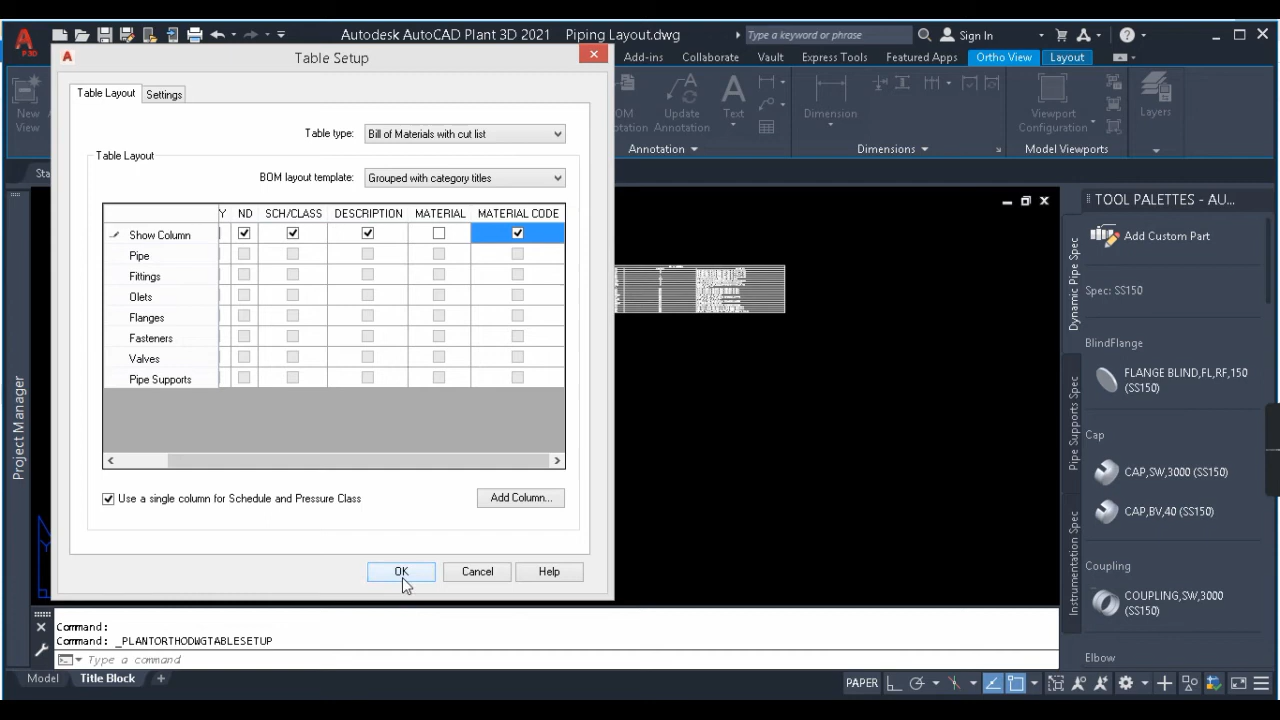 Autodesk AutoCAD Plant 3D 2021 Piping Layout.dwg
Type a keyword or phrase
Sign In
P3D
Table Setup
Add-ins
Collaborate
Vault
Express Tools
Featured Apps
Ortho View
Layout
New
View
Update
Annotation
Text
Dimension
Viewport
Configuration
Layers
Annotation
Dimensions
Model Viewports
Sta
Table Layout
Settings
Table type:
Bill of Materials with cut list
Table Layout
BOM layout template:
Grouped with category titles
Y ND SCH/CLASS DESCRIPTION MATERIAL MATERIAL CODE
Show Column
Pipe
Fittings
Olets
Flanges
Fasteners
Valves
Pipe Supports
Use a single column for Schedule and Pressure Class
Add Column...
OK
Cancel
Help
Project Manager
TOOL PALETTES - AU...
Dynamic Pipe Spec
Pipe Supports Spec
Instrumentation Spec
Add Custom Part
Spec: SS150
BlindFlange
FLANGE BLIND,FL,RF,150
(SS150)
Cap
CAP,SW,3000 (SS150)
CAP,BV,40 (SS150)
Coupling
COUPLING,SW,3000
(SS150)
Elbow
Command:
Command: _PLANTORTHODWGTABLESETUP
Type a command
Model
Title Block
PAPER